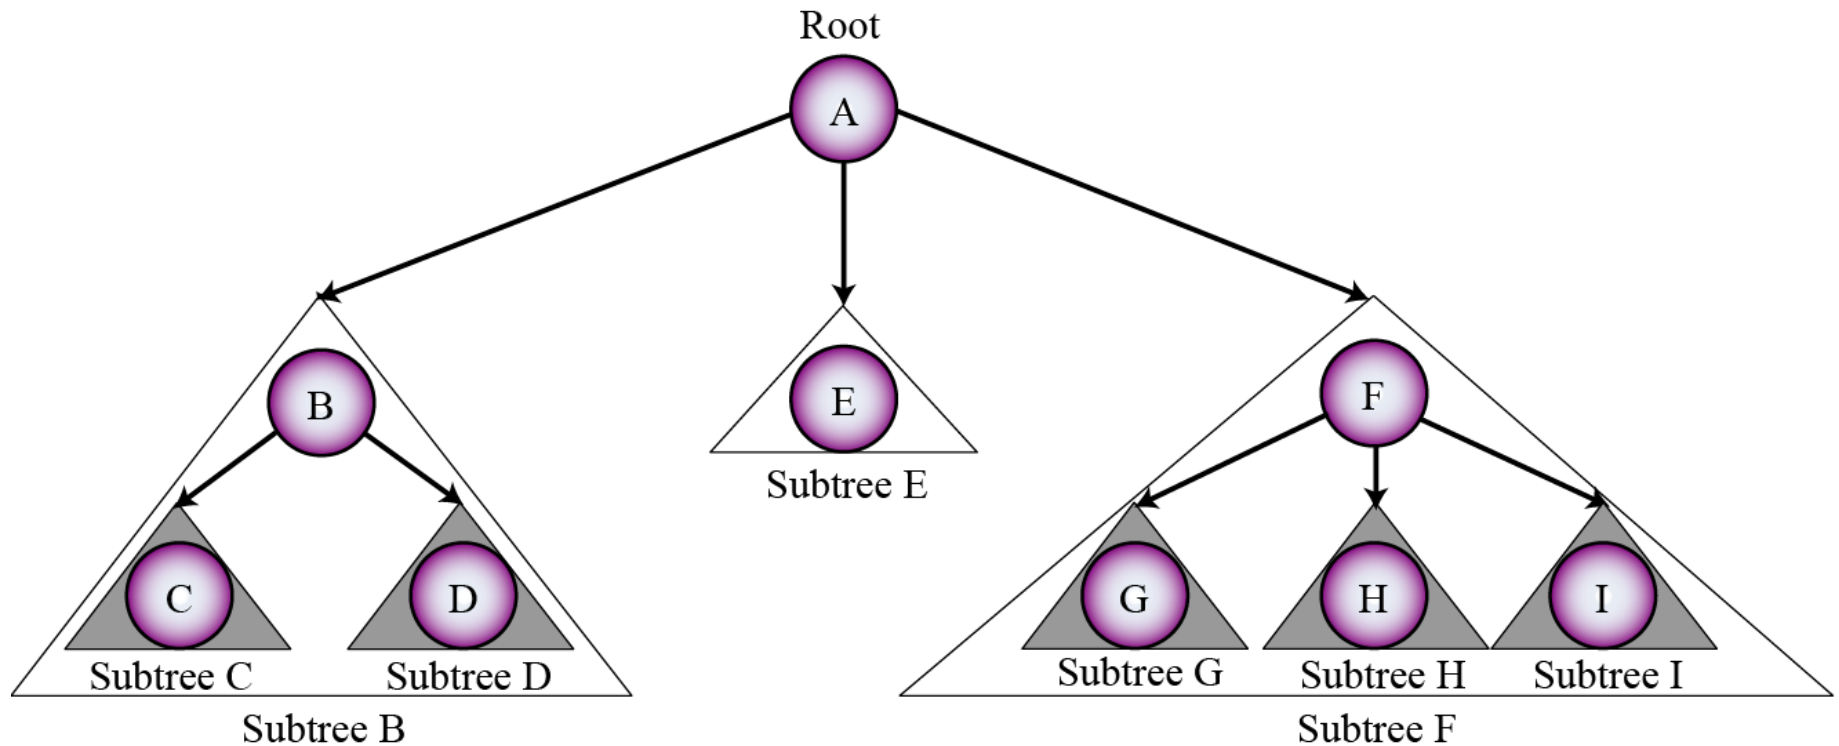 Root
A
B
E
F
Subtree E
C
D
G
H
I
Subtree C
Subtree D
Subtree G
Subtree H
Subtree I
Subtree B
Subtree F